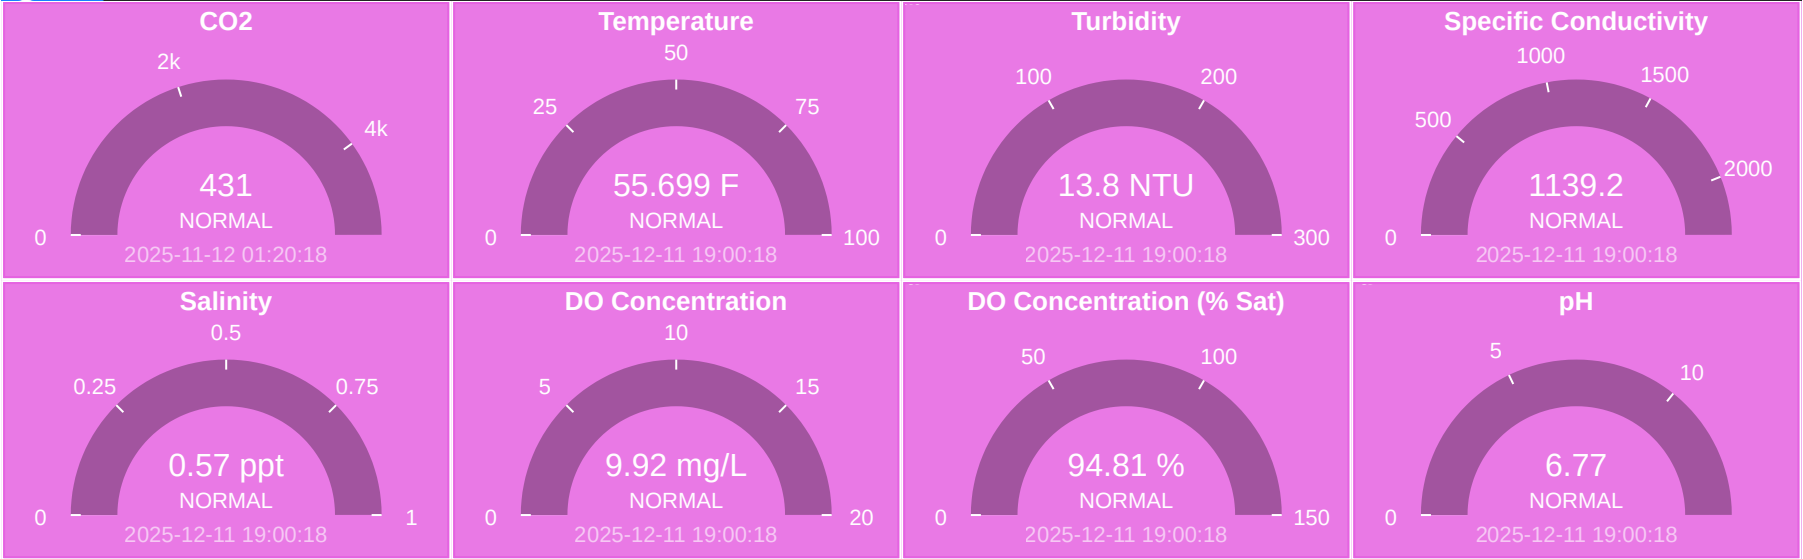 CO2
2k
4k
0
431
NORMAL
2025-11-12 01:20:18
Temperature
50
25
75
0
100
55.699 F
NORMAL
2025-12-11 19:00:18
Turbidity
100
200
0
300
13.8 NTU
NORMAL
2025-12-11 19:00:18
Specific Conductivity
1000
1500
500
2000
0
1139.2
NORMAL
2025-12-11 19:00:18
Salinity
0.5
0.25
0.75
0
1
0.57 ppt
NORMAL
2025-12-11 19:00:18
DO Concentration
10
5
15
0
20
9.92 mg/L
NORMAL
2025-12-11 19:00:18
DO Concentration (% Sat)
50
100
0
150
94.81 %
NORMAL
2025-12-11 19:00:18
pH
5
10
0
6.77
NORMAL
2025-12-11 19:00:18